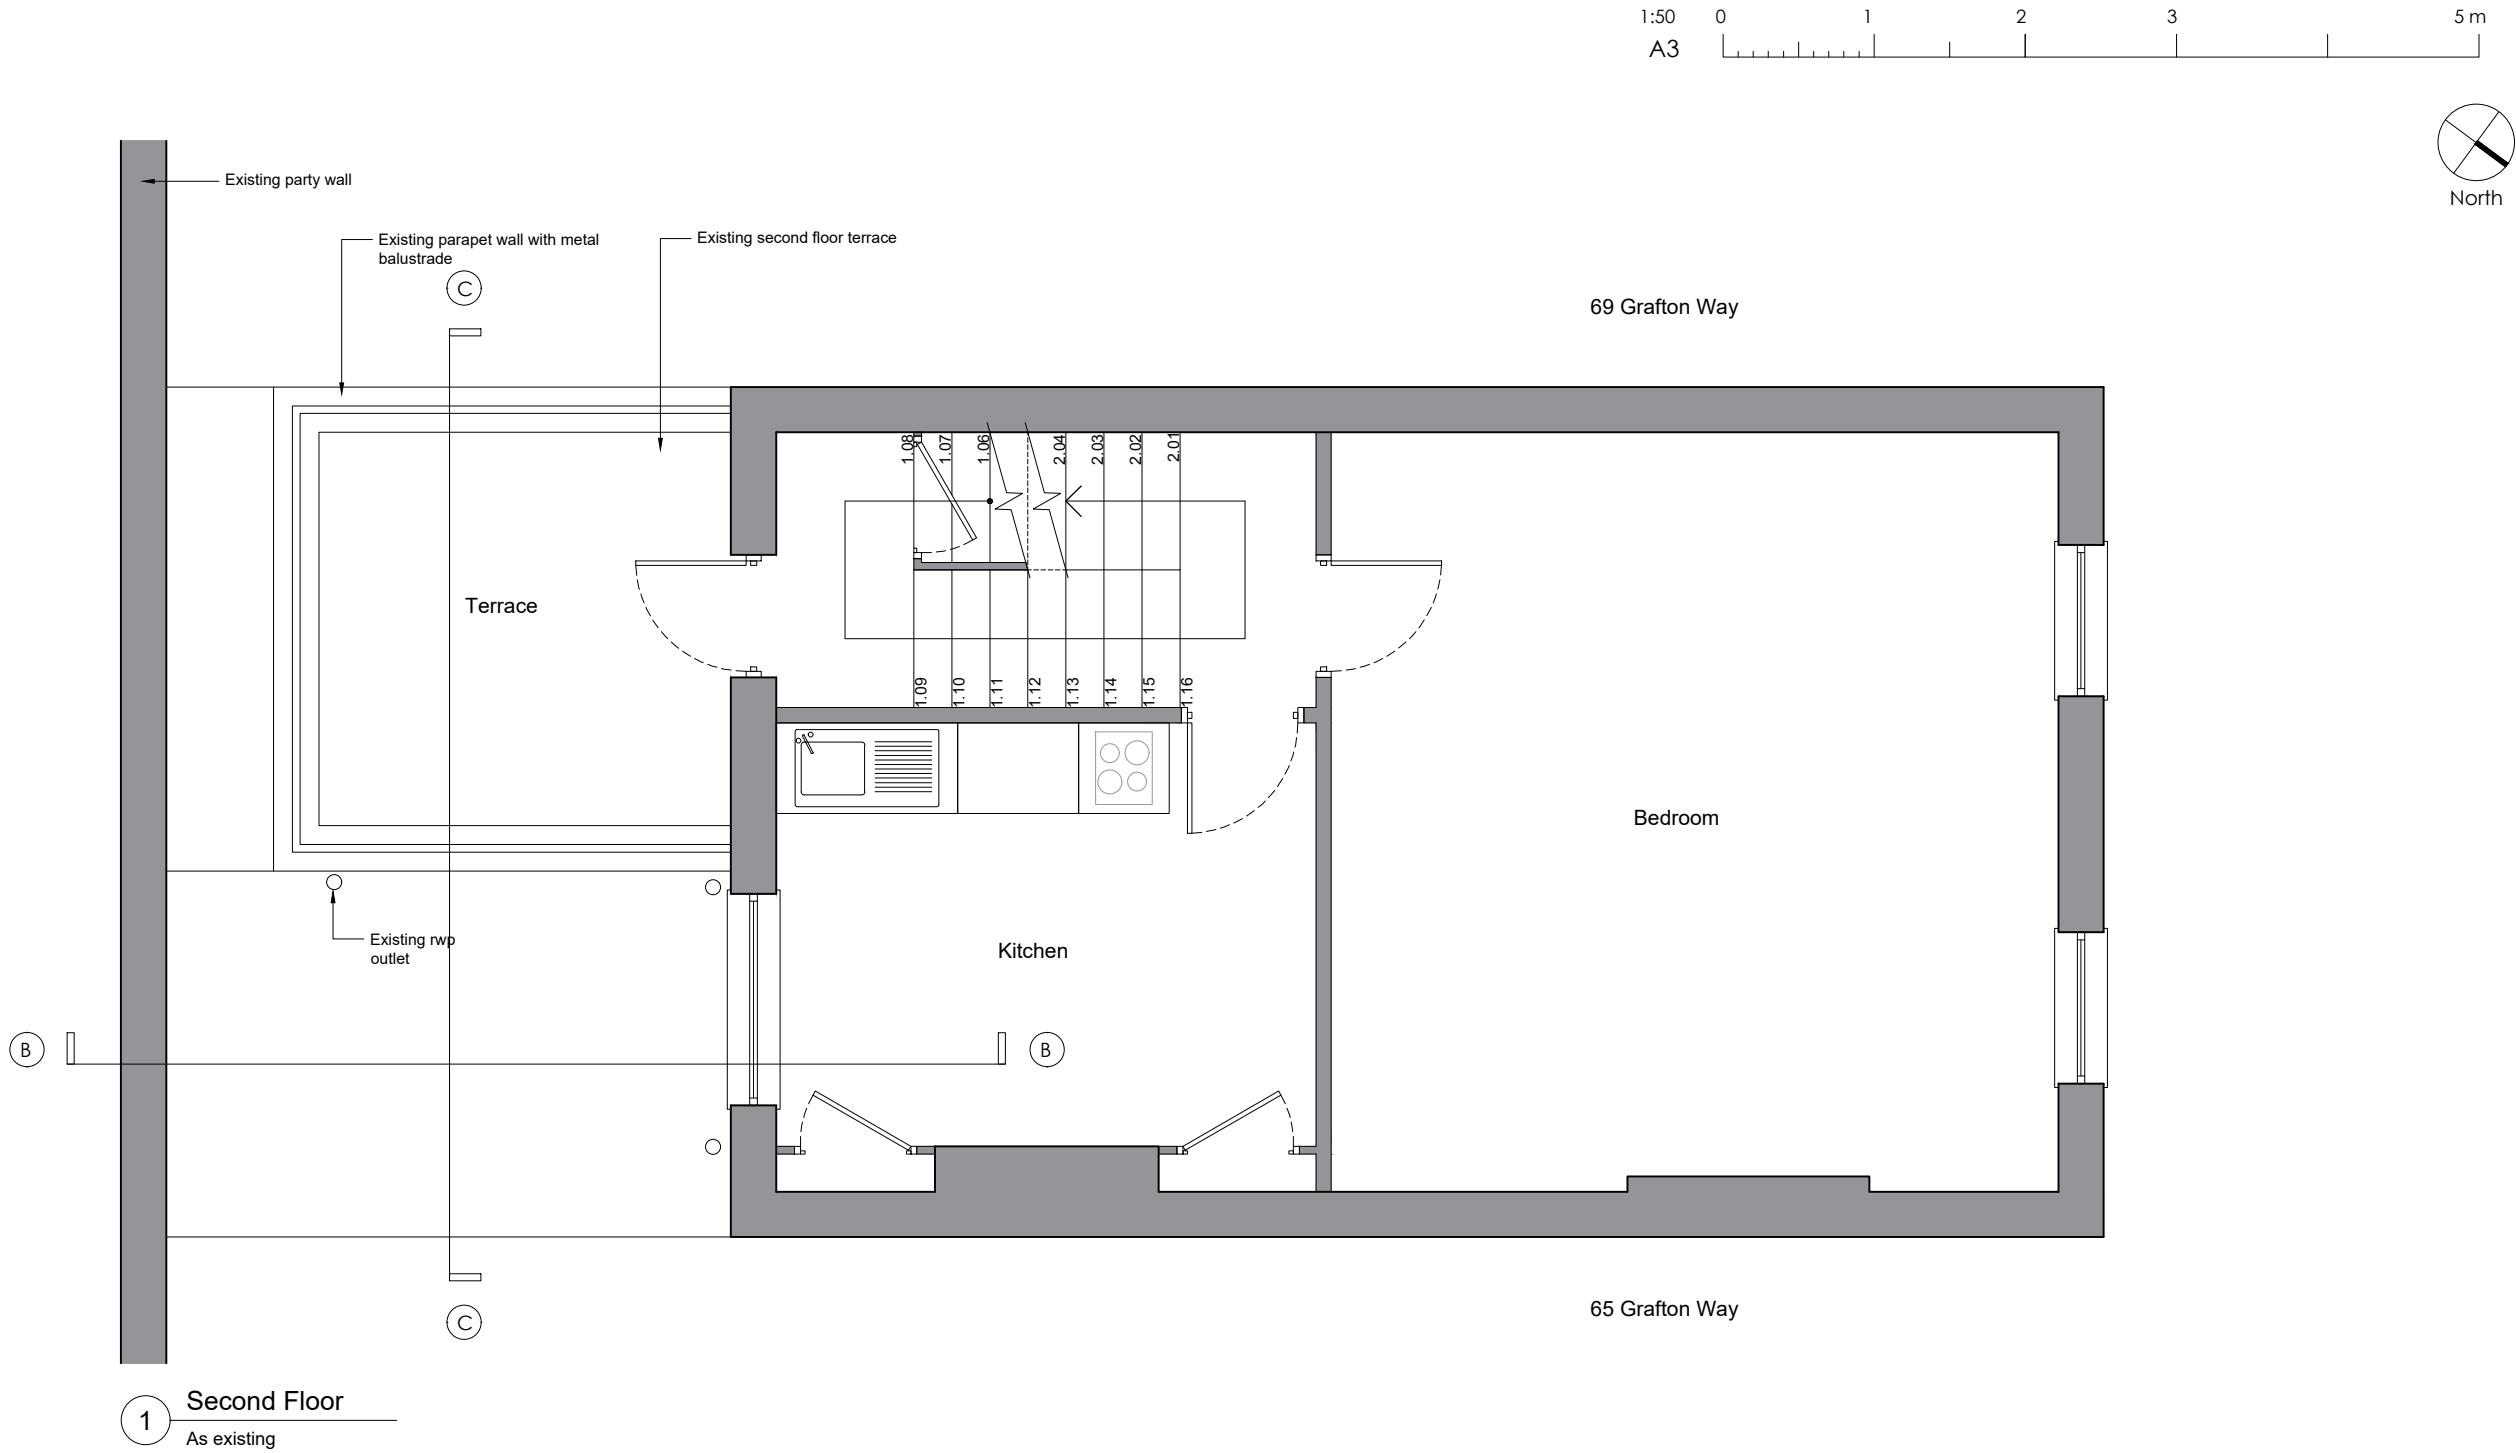 1:50 0 1 2 3 5 m
A3
North
Existing party wall
Existing parapet wall with metal
balustrade
Existing second floor terrace
C
69 Grafton Way
1.08 1.07 1.06 2.04 2.03 2.02 2.01
Terrace
1.09 1.10 1.11 1.12 1.13 1.14 1.15 1.16
Bedroom
Existing rwp
outlet
Kitchen
B
B
65 Grafton Way
C
1
Second Floor
As existing